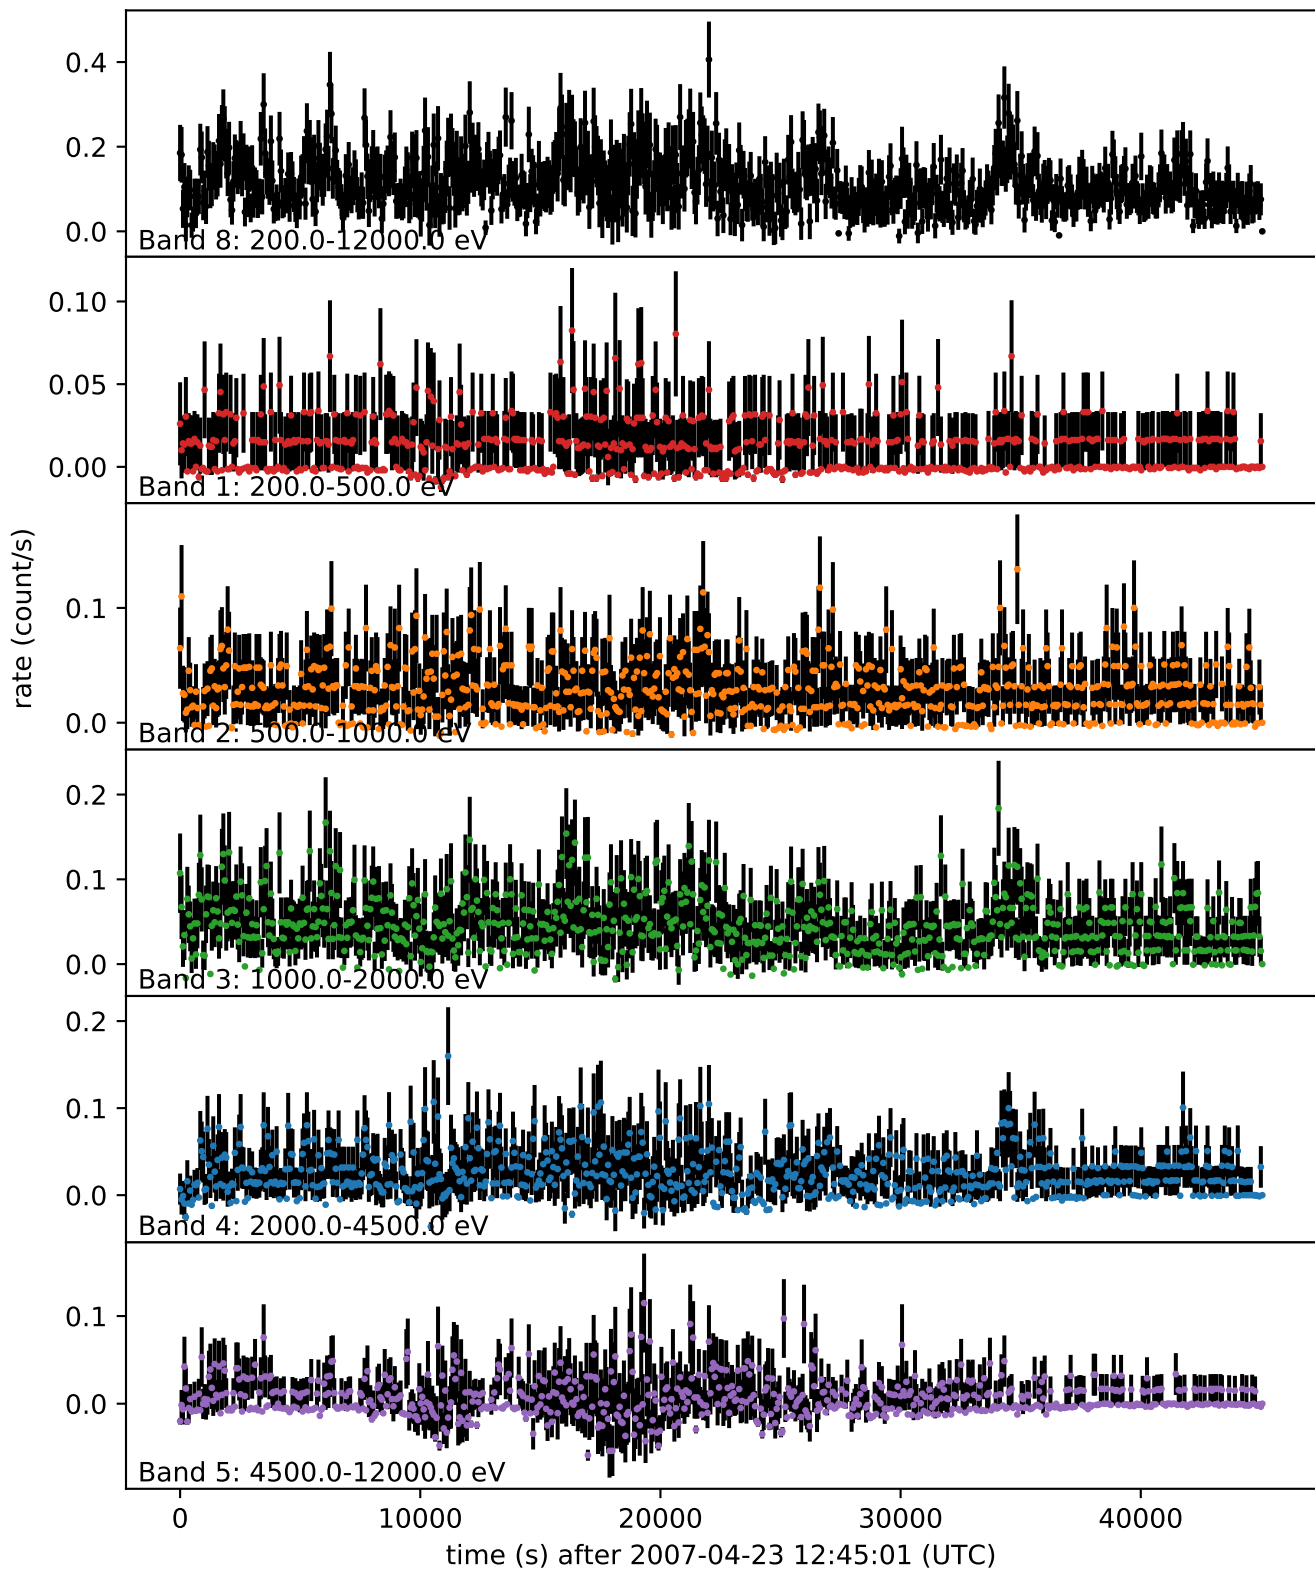 0.4
0.2
0.0
Band 8: 200.0-12000.0 eV
0.10
0.05
0.00
Band 1: 200.0-500.0 eV
rate (count/s)
0.1
0.0
Band 2: 500.0-1000.0 eV
0.2
0.1
0.0
Band 3: 1000.0-2000.0 eV
0.2
0.1
0.0
Band 4: 2000.0-4500.0 eV
0.1
0.0
Band 5: 4500.0-12000.0 eV
0 10000 20000 30000 40000
time (s) after 2007-04-23 12:45:01 (UTC)